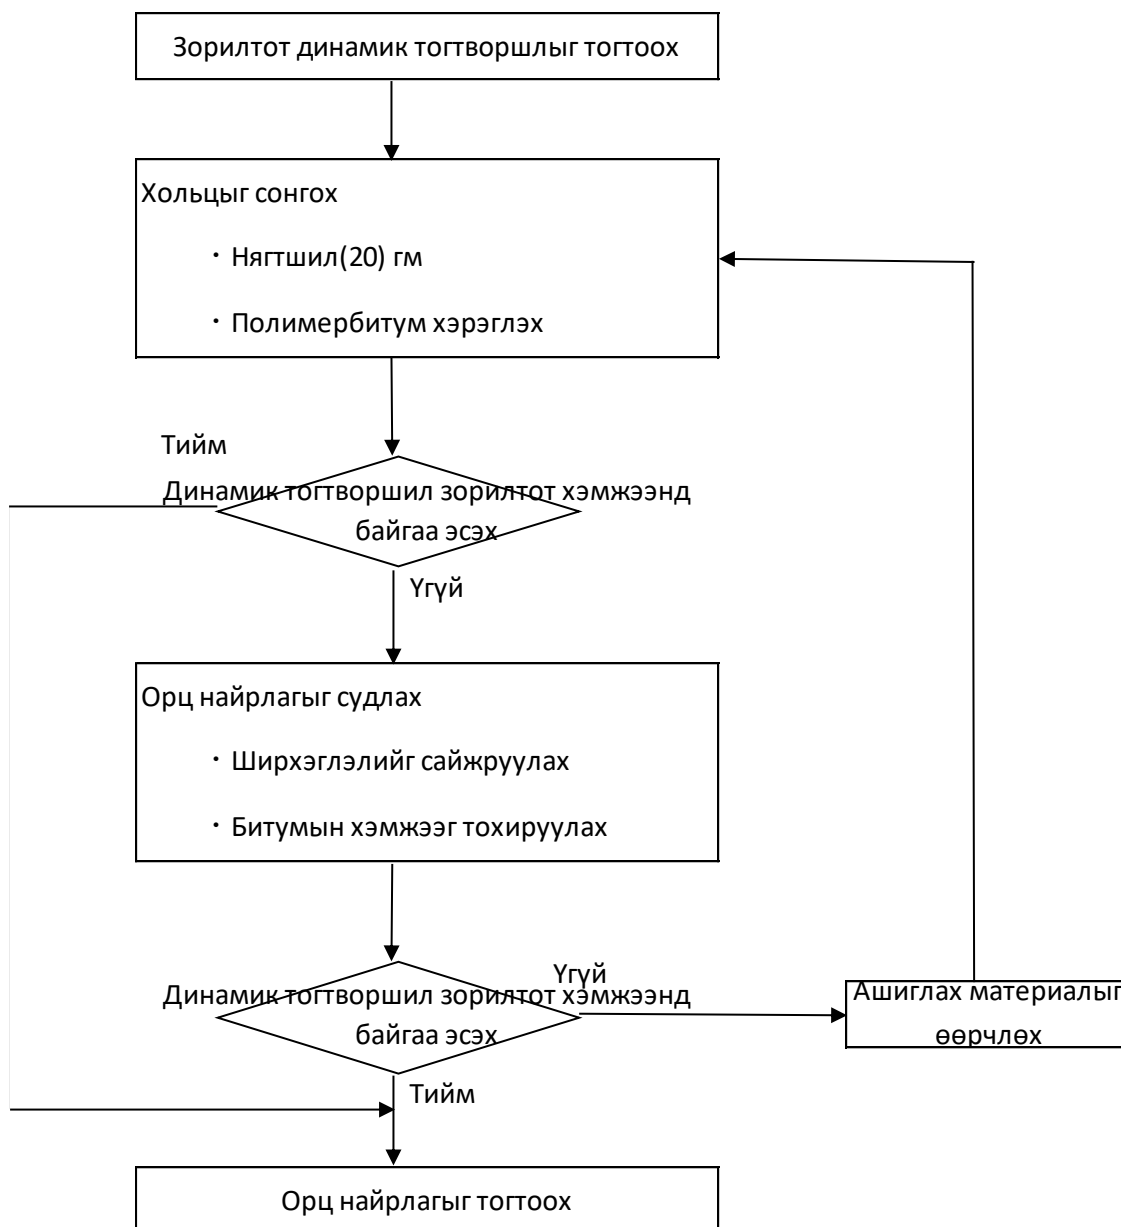 Зорилтот динамик тогтворшлыг тогтоох
Хольцыг сонгох
・Нягтшил(20) гм
・Полимербитум хэрэглэх
Тийм
Динамик тогтворшил зорилтот хэмжээнд
байгаа эсэх
Үгүй
Орц найрлагыг судлах
・Ширхэглэлийг сайжруулах
・Битумын хэмжээг тохируулах
Үгүй
Динамик тогтворшил зорилтот хэмжээнд
байгаа эсэх
Ашиглах материалыг
өөрчлөх
Тийм
Орц найрлагыг тогтоох